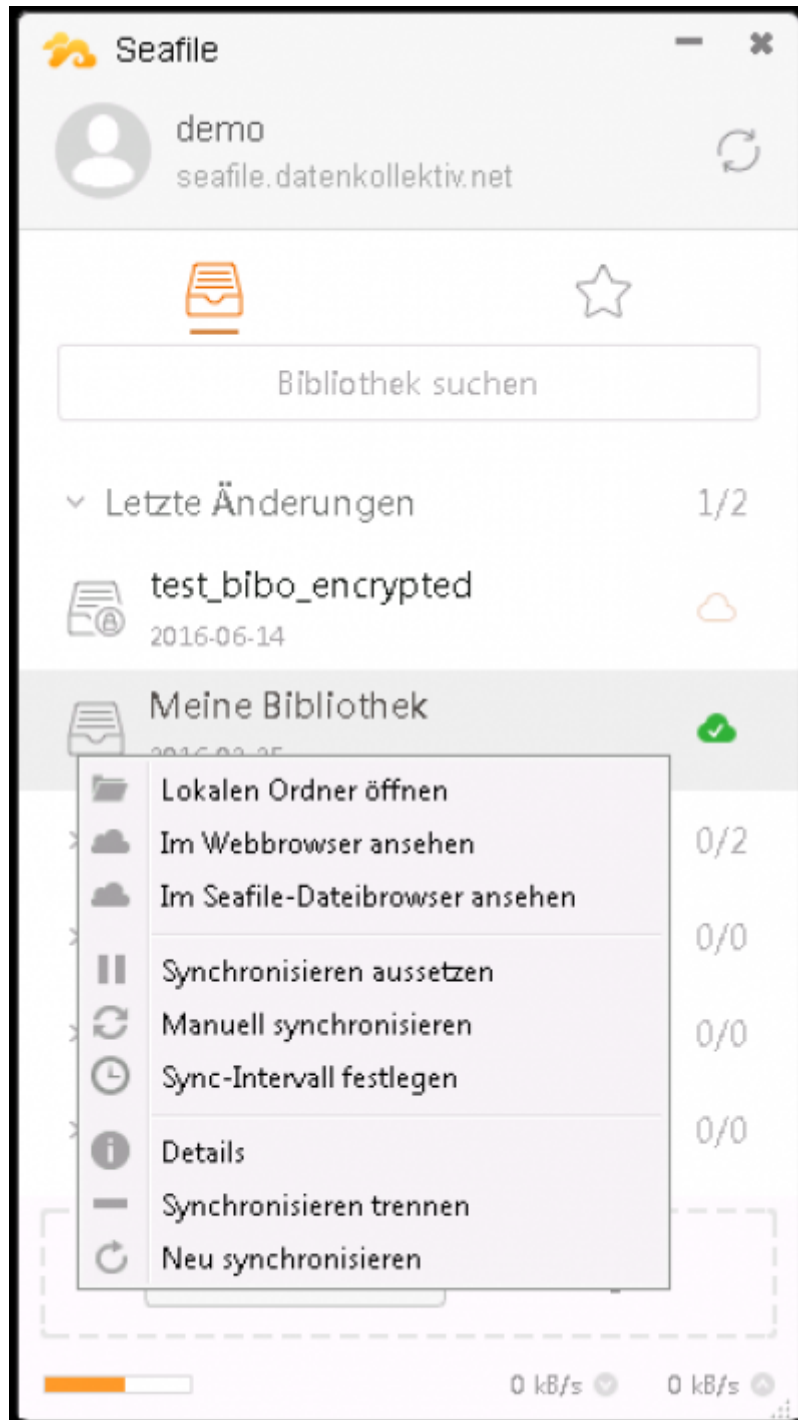 Seafile
demo
seafile.datenkollektiv.net
Bibliothek suchen
Letzte Änderungen 1/2
test_bibo_encrypted
2016-06-14
Meine Bibliothek
Lokalen Ordner öffnen
Im Webbrowser ansehen 0/2
Im Seafile-Dateibrowser ansehen
0/0
Synchronisieren aussetzen
Manuell synchronisieren 0/0
Sync-Intervall festlegen
0/0
Details
Synchronisieren trennen
Neu synchronisieren
0 kB/s 0 kB/s